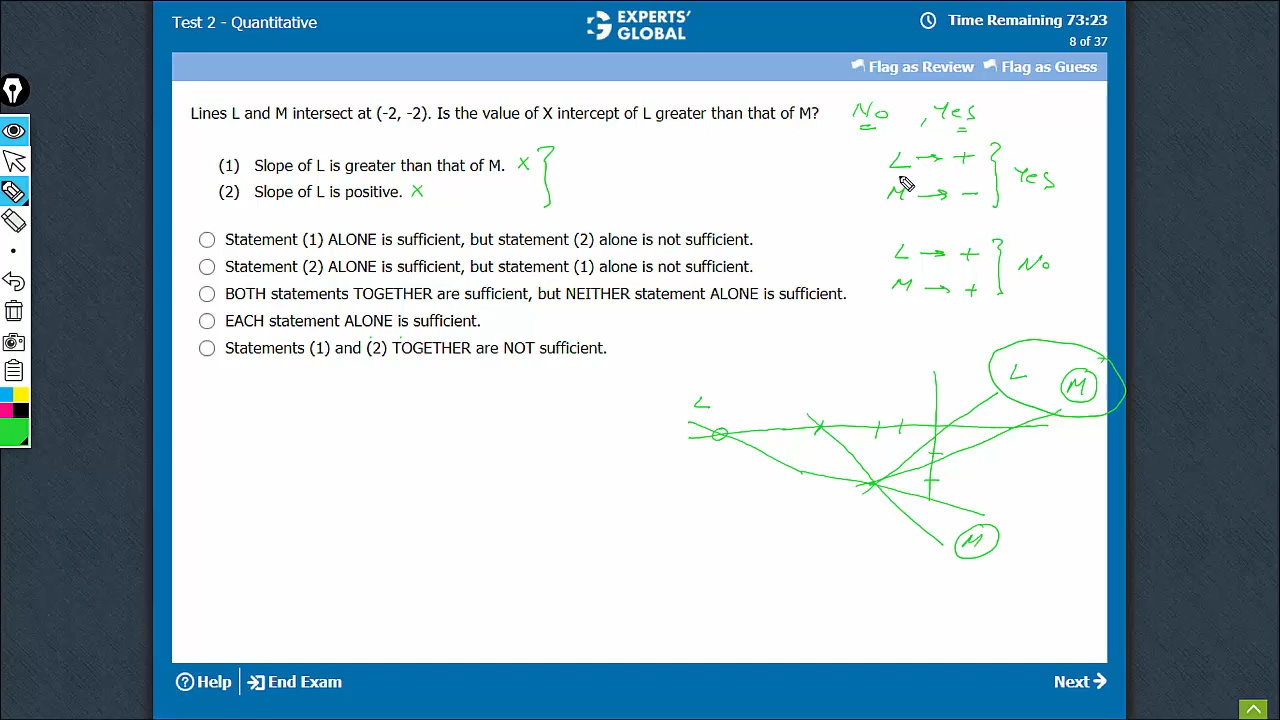 Test 2 - Quantitative
EXPERTS'
GLOBAL
Time Remaining 73:23
8 of 37
Flag as Review
Flag as Guess
Lines L and M intersect at (-2, -2). Is the value of X intercept of L greater than that of M?
No , Yes
(1) Slope of L is greater than that of M. X
(2) Slope of L is positive. X
L → +
M → -
Yes
Statement (1) ALONE is sufficient, but statement (2) alone is not sufficient.
Statement (2) ALONE is sufficient, but statement (1) alone is not sufficient.
BOTH statements TOGETHER are sufficient, but NEITHER statement ALONE is sufficient.
EACH statement ALONE is sufficient.
Statements (1) and (2) TOGETHER are NOT sufficient.
L → +
M → +
No
L M
L
M
Help
End Exam
Next